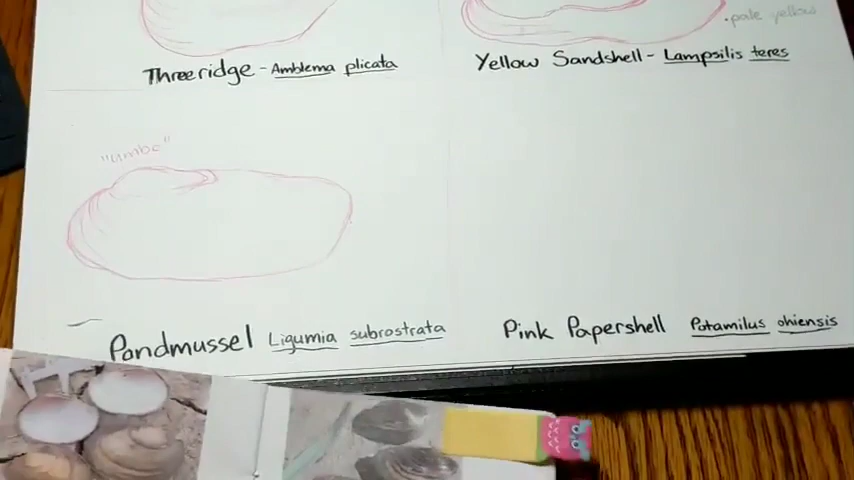 • pale yellow
Threeridge - Amblema plicata
Yellow Sandshell - Lampsilis teres
"umbo"
Pondmussel Ligumia subrostrata
Pink Papershell Potamilus ohiensis